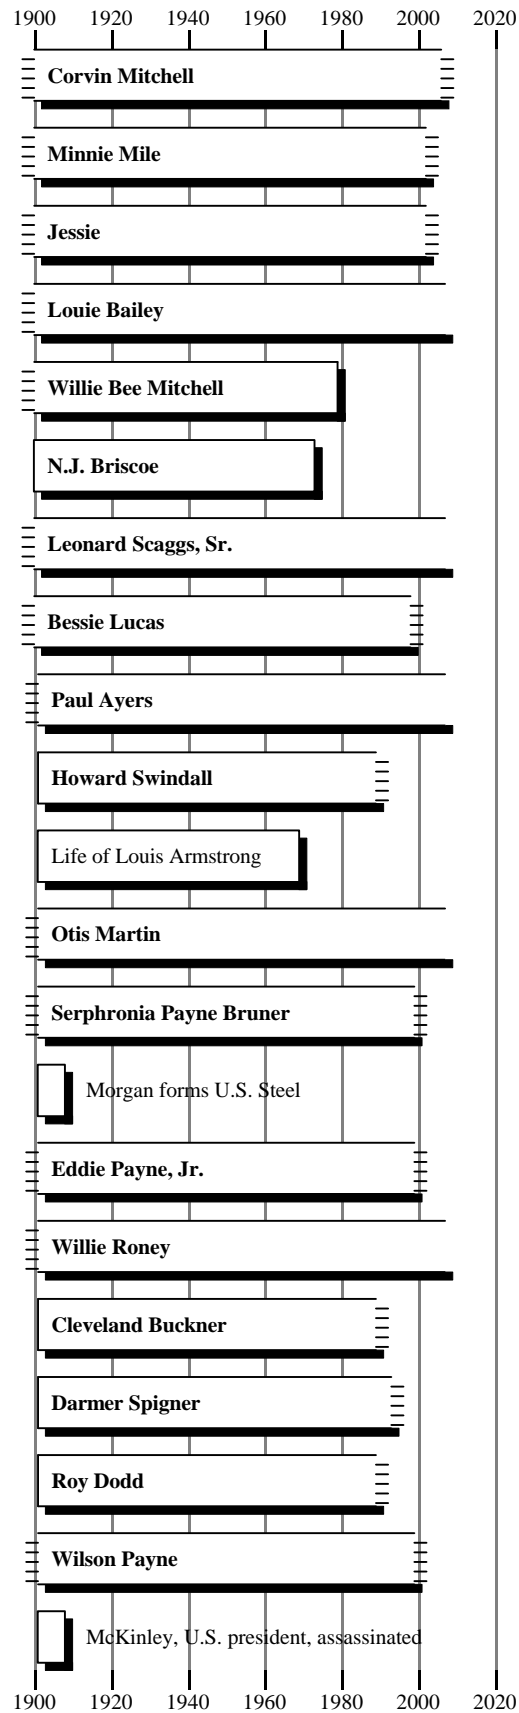 1900 1920 1940 1960 1980 2000 2020
Corvin Mitchell
Minnie Mile
Jessie
Louie Bailey
Willie Bee Mitchell
N.J. Briscoe
Leonard Scaggs, Sr.
Bessie Lucas
Paul Ayers
Howard Swindall
Life of Louis Armstrong
Otis Martin
Serphronia Payne Bruner
Morgan forms U.S. Steel
Eddie Payne, Jr.
Willie Roney
Cleveland Buckner
Darmer Spigner
Roy Dodd
Wilson Payne
McKinley, U.S. president, assassinated
1900 1920 1940 1960 1980 2000 2020